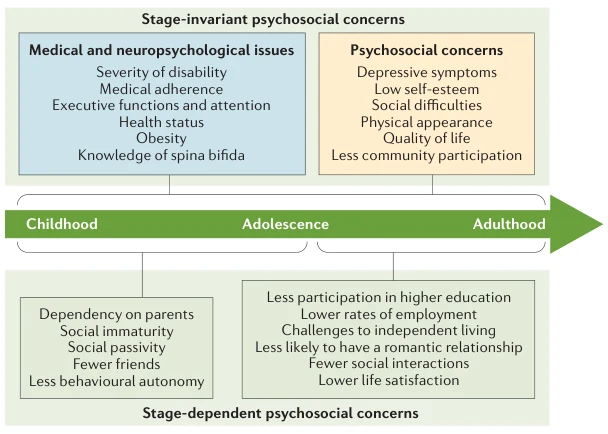 Stage-invariant psychosocial concerns
Medical and neuropsychological issues
Severity of disability
Medical adherence
Executive functions and attention
Health status
Obesity
Knowledge of spina bifida
Psychosocial concerns
Depressive symptoms
Low self-esteem
Social difficulties
Physical appearance
Quality of life
Less community participation
Childhood
Adolescence
Adulthood
Dependency on parents
Social immaturity
Social passivity
Fewer friends
Less behavioural autonomy
Less participation in higher education
Lower rates of employment
Challenges to independent living
Less likely to have a romantic relationship
Fewer social interactions
Lower life satisfaction
Stage-dependent psychosocial concerns